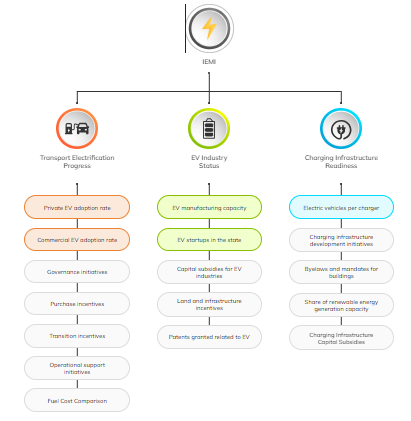 IEMI
Transport Electrification
Progress
EV Industry
Status
Charging Infrastructure
Readiness
Private EV adoption rate
Commercial EV adoption rate
Governance initiatives
Purchase incentives
Transition incentives
Operational support
initiatives
Fuel Cost Comparison
EV manufacturing capacity
EV startups in the state
Capital subsidies for EV
industries
Land and infrastructure
incentives
Patents granted related to EV
Electric vehicles per charger
Charging infrastructure
development initiatives
Byelaws and mandates for
buildings
Share of renewable energy
generation capacity
Charging Infrastructure
Capital Subsidies